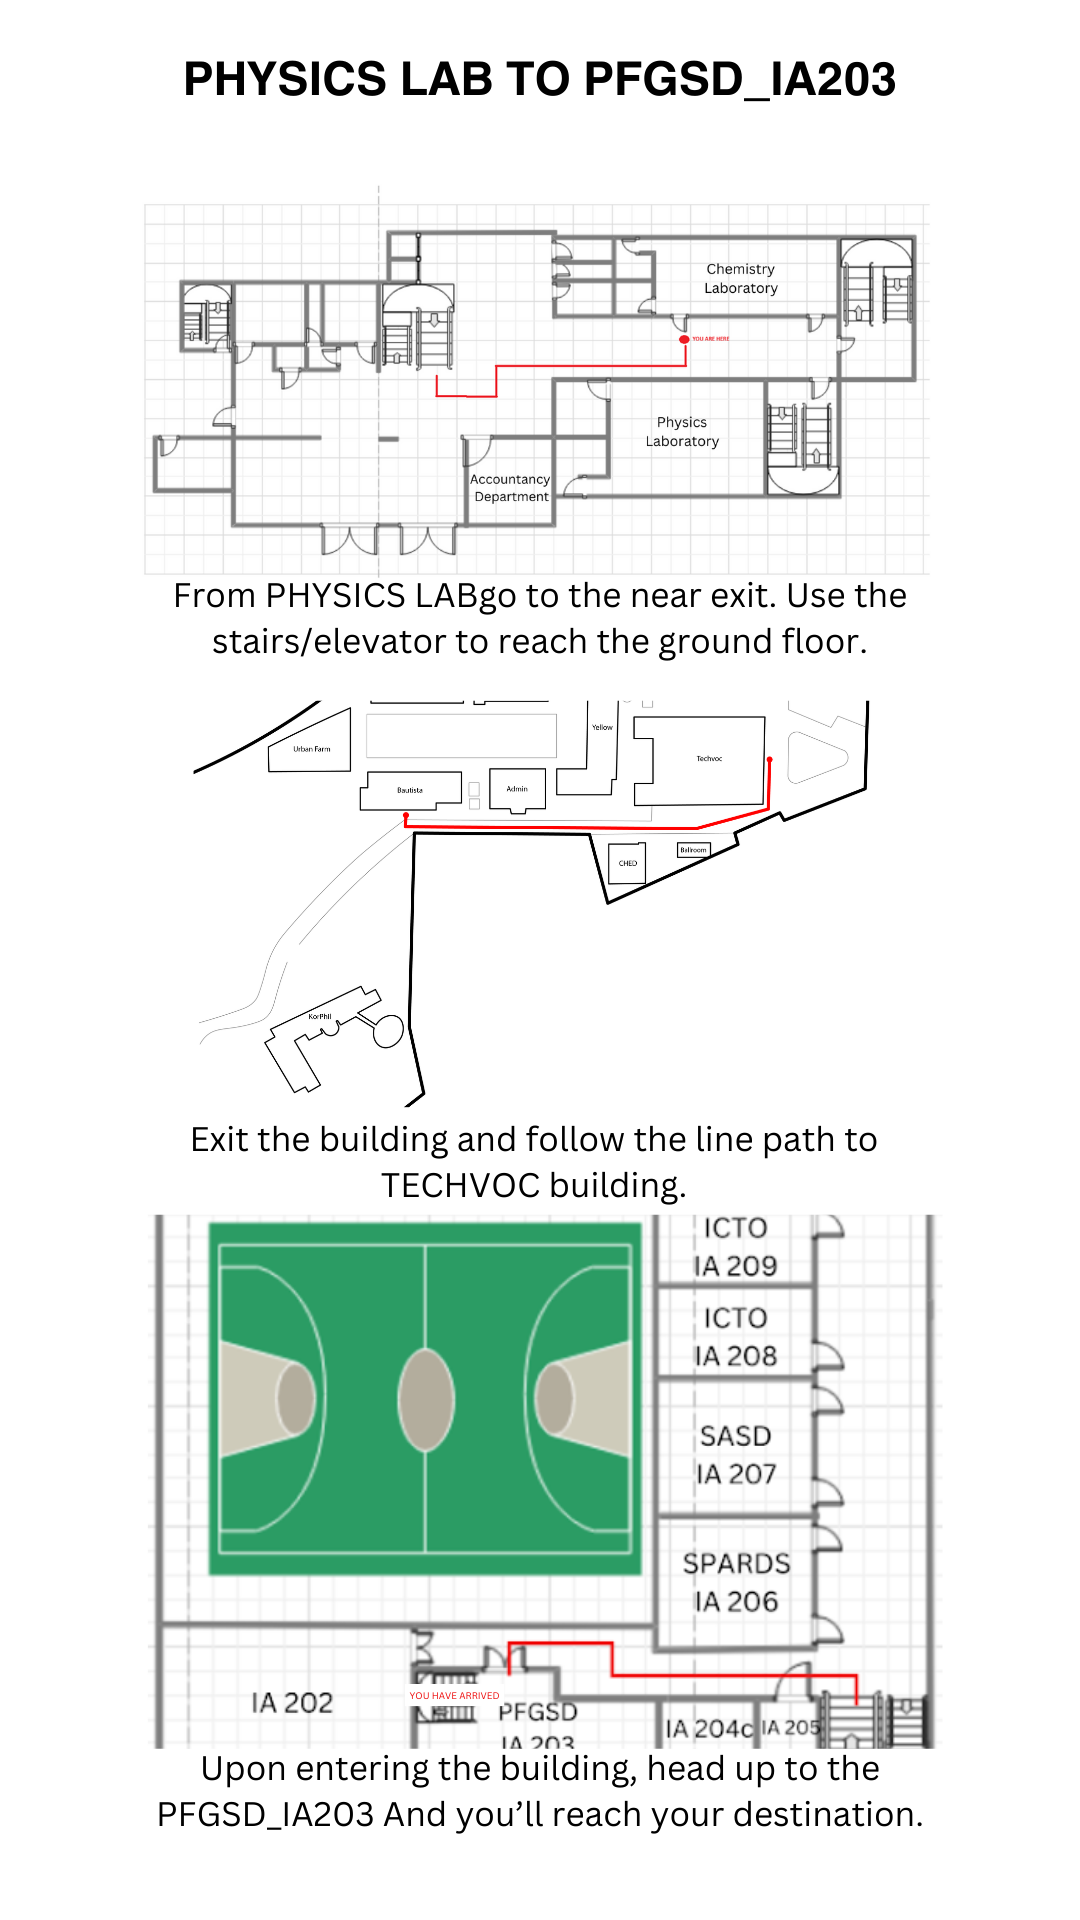 PHYSICS LAB TO PFGSD_IA203
Chemistry
Laboratory
YOU ARE HERE
Physics
Laboratory
Accountancy
Department
From PHYSICS LABgo to the near exit. Use the
stairs/elevator to reach the ground floor.
Yellow
Urban Farm
Techvoc
Bautista
Admin
CHED
Ballroom
KorPhil
Exit the building and follow the line path to
TECHVOC building.
ICTO
IA 209
ICTO
IA 208
SASD
IA 207
SPARDS
IA 206
IA 202
YOU HAVE ARRIVED
PFGSD
IA 203
IA 204c
IA 205
Upon entering the building, head up to the
PFGSD_IA203 And you’ll reach your destination.